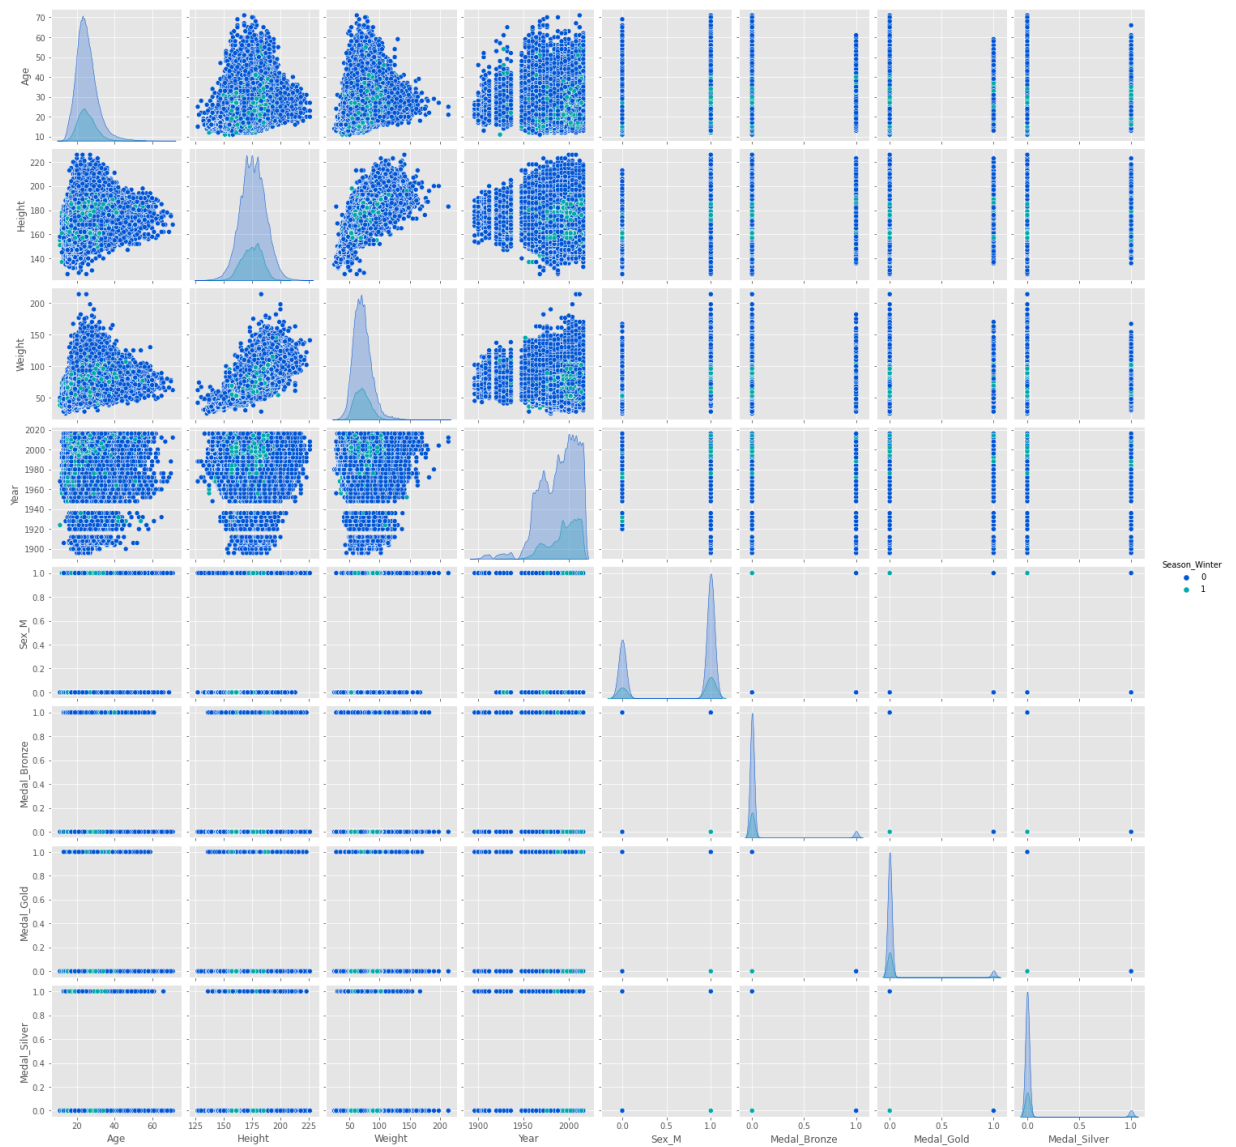 70
60
50
40
30
20
10
Age
220
200
180
160
140
Height
200
150
100
50
Weight
2020
2000
1980
1960
1940
1920
1900
Year
Season_Winter
0
1
1.0
0.8
0.6
0.4
0.2
0.0
Sex_M
1.0
0.8
0.6
0.4
0.2
0.0
Medal_Bronze
1.0
0.8
0.6
0.4
0.2
0.0
Medal_Gold
1.0
0.8
0.6
0.4
0.2
0.0
Medal_Silver
20 40 60
125 150 175 200 225
50 100 150 200
1900 1950 2000
0.0 0.5 1.0
0.0 0.5 1.0
0.0 0.5 1.0
0.0 0.5 1.0
Age Height Weight Year Sex_M Medal_Bronze Medal_Gold Medal_Silver